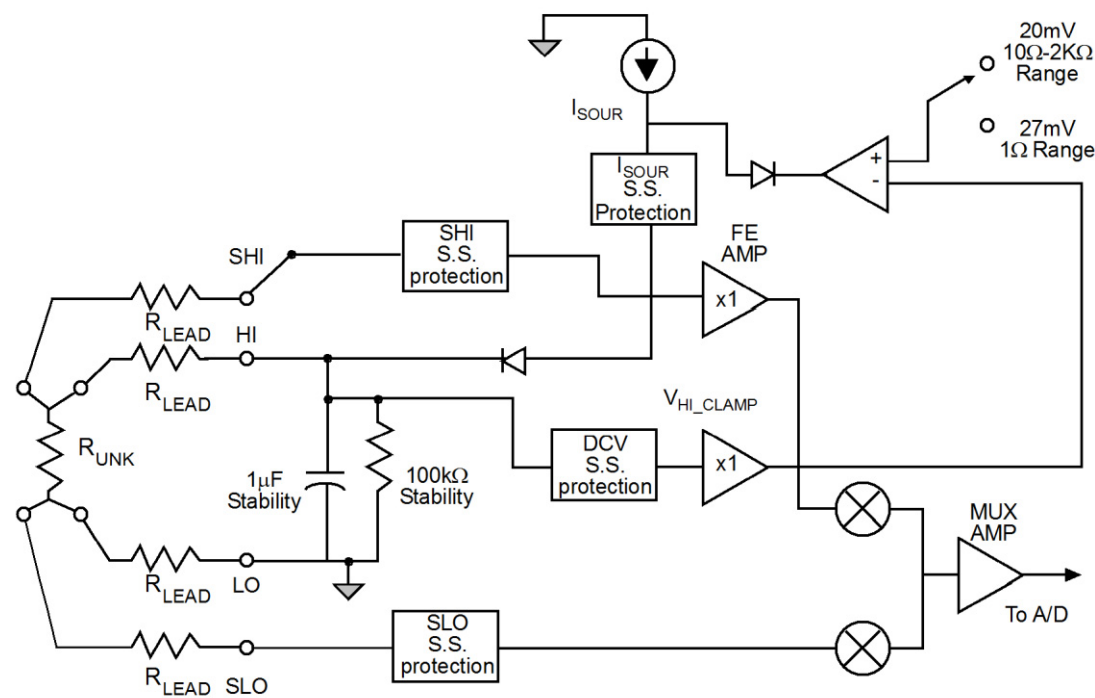 20mV
10Ω-2KΩ
Range
I_SOUR
27mV
1Ω Range
+
-
I_SOUR
S.S.
Protection
FE
AMP
SHI
S.S.
protection
SHI
x1
R_LEAD
HI
R_LEAD
V_HI_CLAMP
R_UNK
DCV
S.S.
protection
x1
1µF
Stability
100kΩ
Stability
MUX
AMP
R_LEAD
LO
To A/D
SLO
S.S.
protection
R_LEAD
SLO